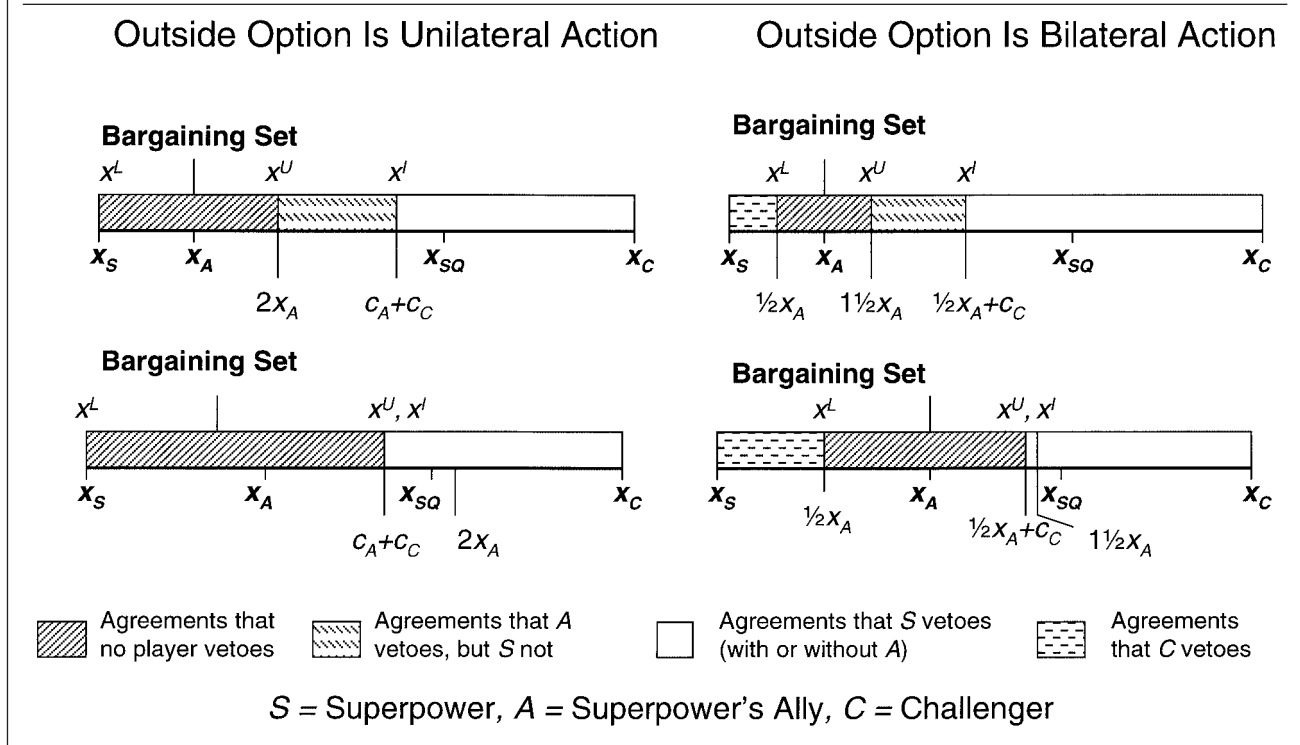 Outside Option Is Unilateral Action
Outside Option Is Bilateral Action
Bargaining Set
x^L x^U x^I
x_S x_A x_SQ x_C
2x_A c_A+c_C
Bargaining Set
x^L x^U x^I
x_S x_A x_SQ x_C
½x_A 1½x_A ½x_A+c_C
Bargaining Set
x^L x^U, x^I
x_S x_A x_SQ x_C
c_A+c_C 2x_A
Bargaining Set
x^L x^U, x^I
x_S x_A x_SQ x_C
½x_A ½x_A+c_C 1½x_A
Agreements that
no player vetoes
Agreements that A
vetoes, but S not
Agreements that S vetoes
(with or without A)
Agreements
that C vetoes
S = Superpower, A = Superpower's Ally, C = Challenger